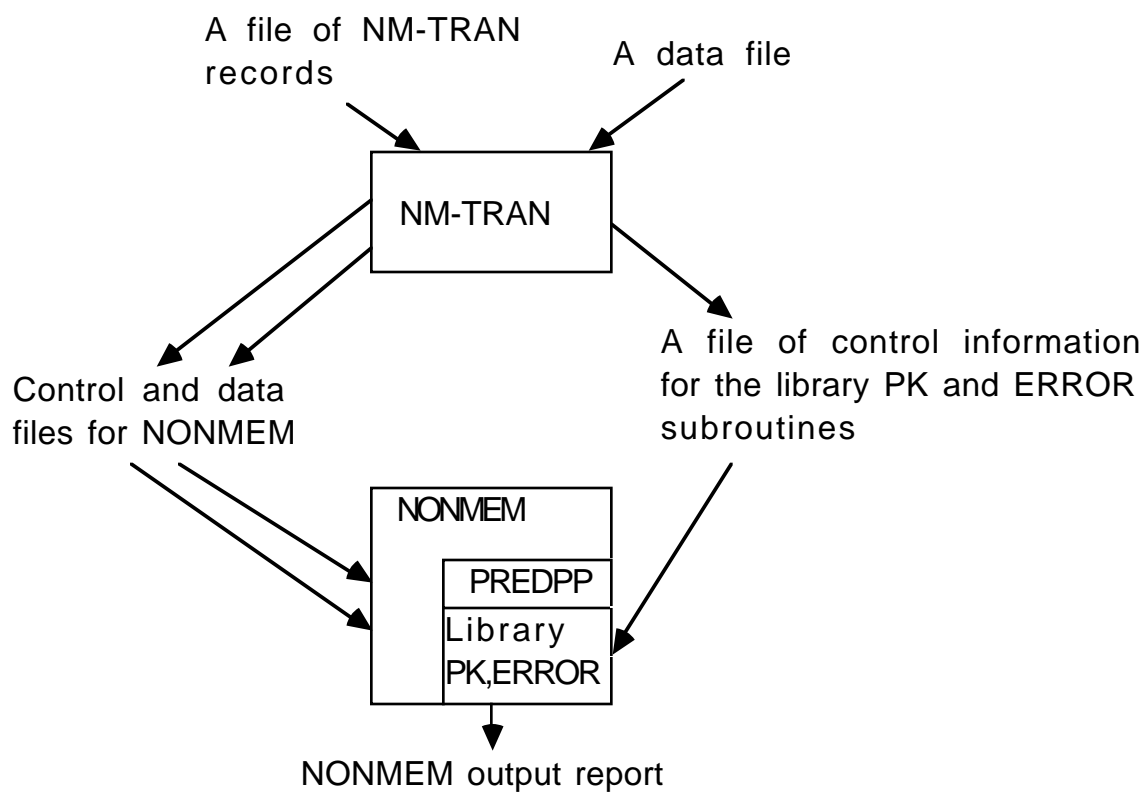 A file of NM-TRAN
records
A data file
NM-TRAN
Control and data
files for NONMEM
A file of control information
for the library PK and ERROR
subroutines
NONMEM
PREDPP
Library
PK,ERROR
NONMEM output report